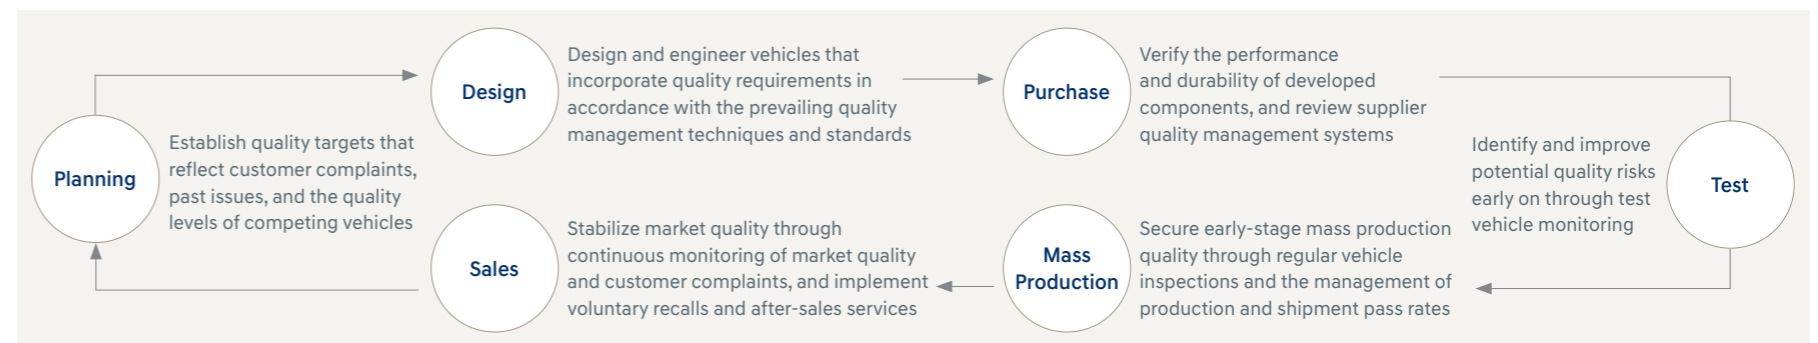 Planning
Establish quality targets that
reflect customer complaints,
past issues, and the quality
levels of competing vehicles
Design
Design and engineer vehicles that
incorporate quality requirements in
accordance with the prevailing quality
management techniques and standards
Purchase
Verify the performance
and durability of developed
components, and review supplier
quality management systems
Test
Identify and improve
potential quality risks
early on through test
vehicle monitoring
Mass
Production
Secure early-stage mass production
quality through regular vehicle
inspections and the management of
production and shipment pass rates
Sales
Stabilize market quality through
continuous monitoring of market quality
and customer complaints, and implement
voluntary recalls and after-sales services